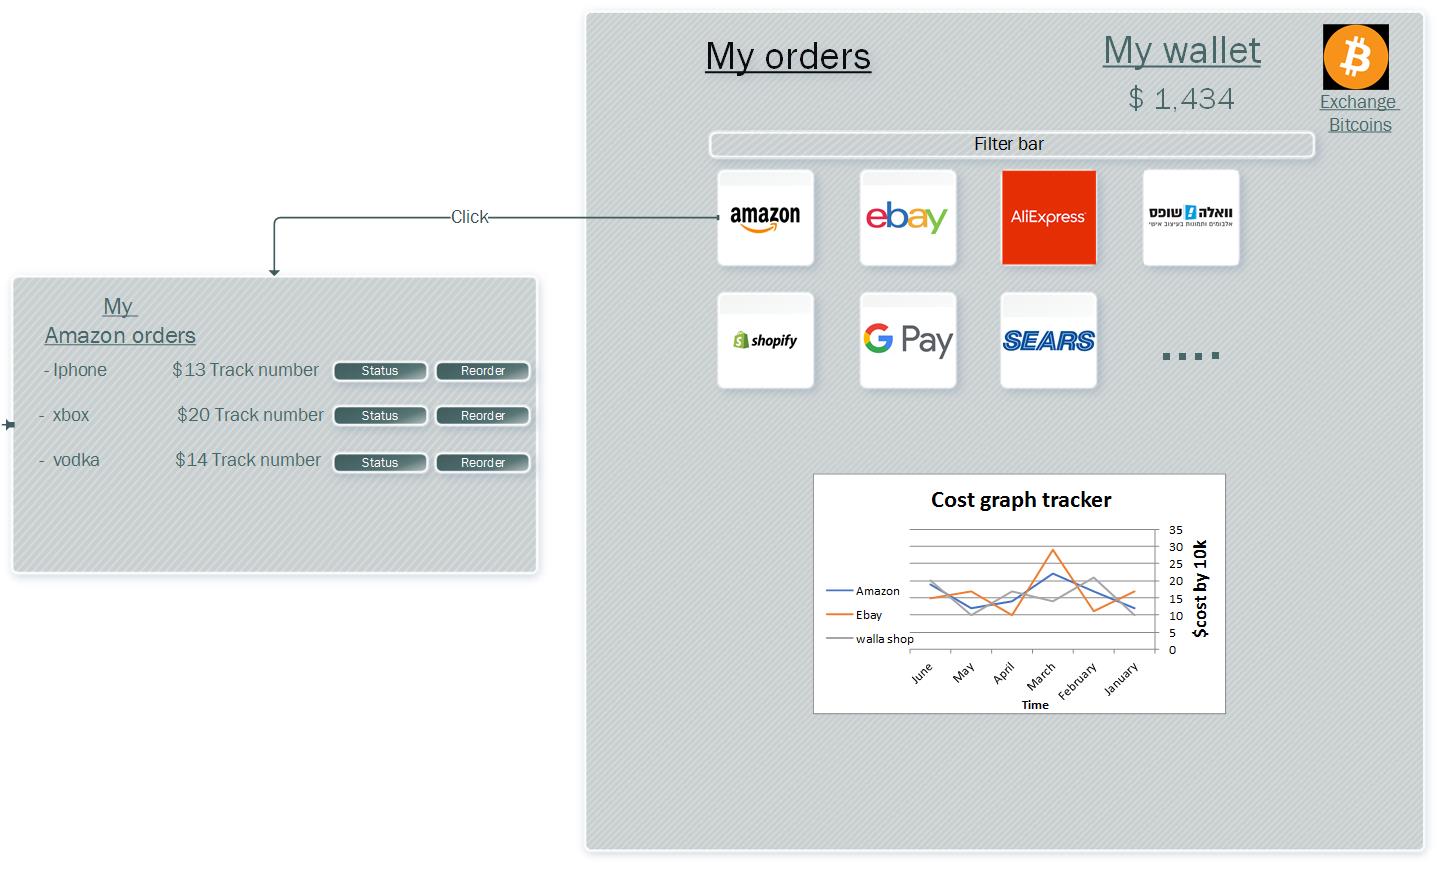 My orders
My wallet
$ 1,434
Exchange
Bitcoins
Filter bar
amazon
ebay
AliExpress
וואלה! שופס
אלבומים ותמונות בעיצוב אישי
shopify
G Pay
SEARS
....
Click
My
Amazon orders
- Iphone $13 Track number Status Reorder
- xbox $20 Track number Status Reorder
- vodka $14 Track number Status Reorder
Cost graph tracker
35
30
25
20
15
10
5
0
$cost by 10k
Amazon
Ebay
walla shop
June May April March February January
Time